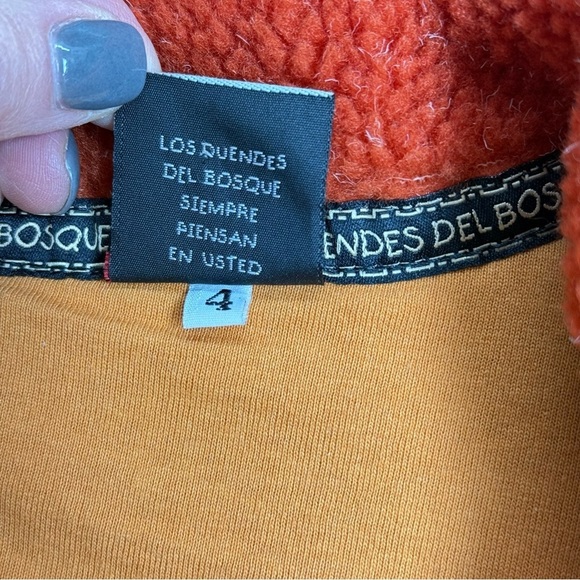 LOS DUENDES
DEL BOSQUE
SIEMPRE
PIENSAN
EN USTED
BOSQUE
ENDES DEL BOS
4